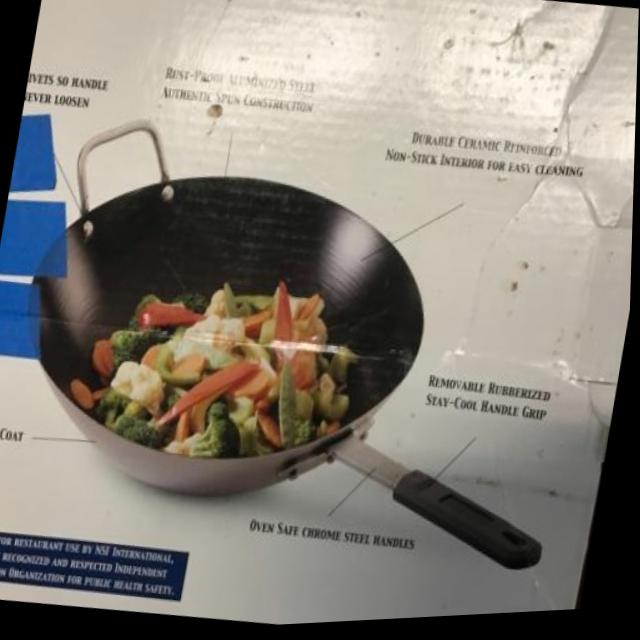 IVETS SO HANDLE
EVER LOOSEN
RUST-PROOF ALUMINIZED STEEL
AUTHENTIC SPUN CONSTRUCTION
DURABLE CERAMIC REINFORCED
NON-STICK INTERIOR FOR EASY CLEANING
REMOVABLE RUBBERIZED
STAY-COOL HANDLE GRIP
COAT
OVEN SAFE CHROME STEEL HANDLES
FOR RESTAURANT USE BY NSF INTERNATIONAL,
RECOGNIZED AND RESPECTED INDEPENDENT
ORGANIZATION FOR PUBLIC HEALTH SAFETY.